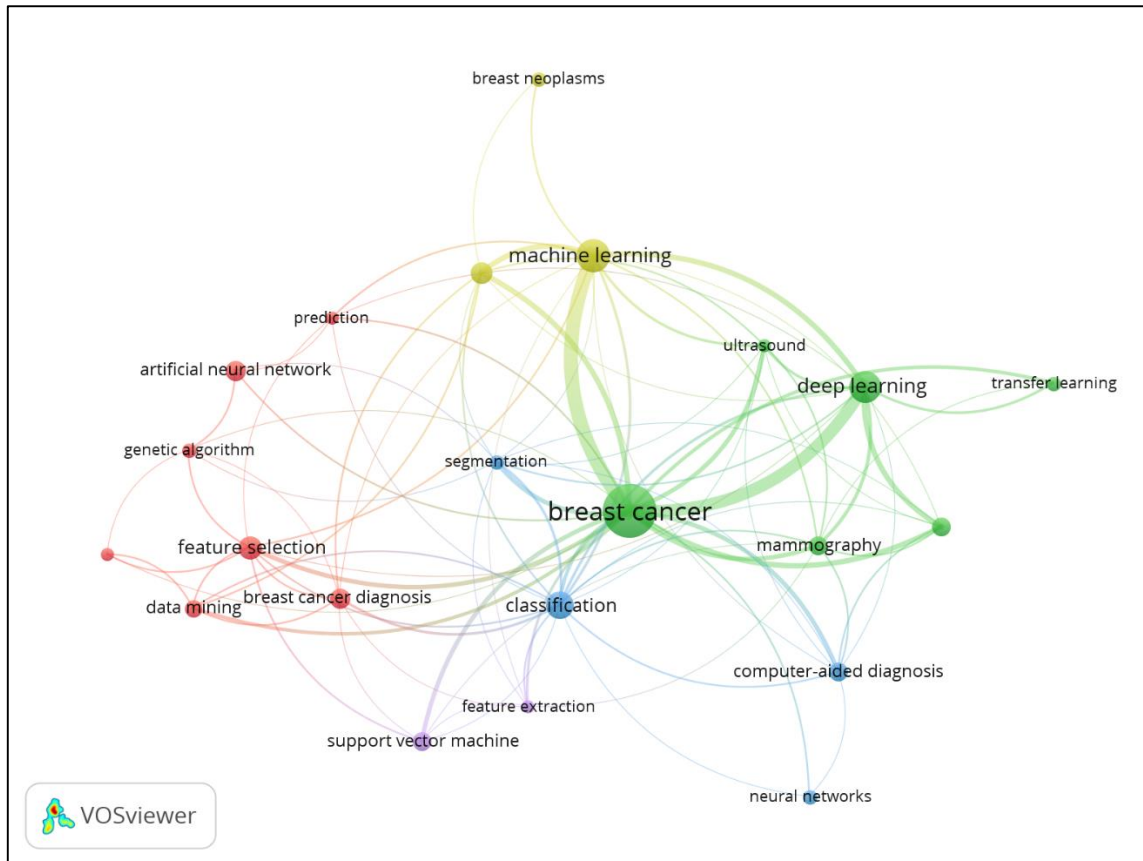 breast neoplasms
machine learning
prediction
ultrasound
artificial neural network
deep learning
transfer learning
genetic algorithm
segmentation
breast cancer
feature selection
mammography
data mining
breast cancer diagnosis
classification
computer-aided diagnosis
feature extraction
support vector machine
neural networks
VOSviewer